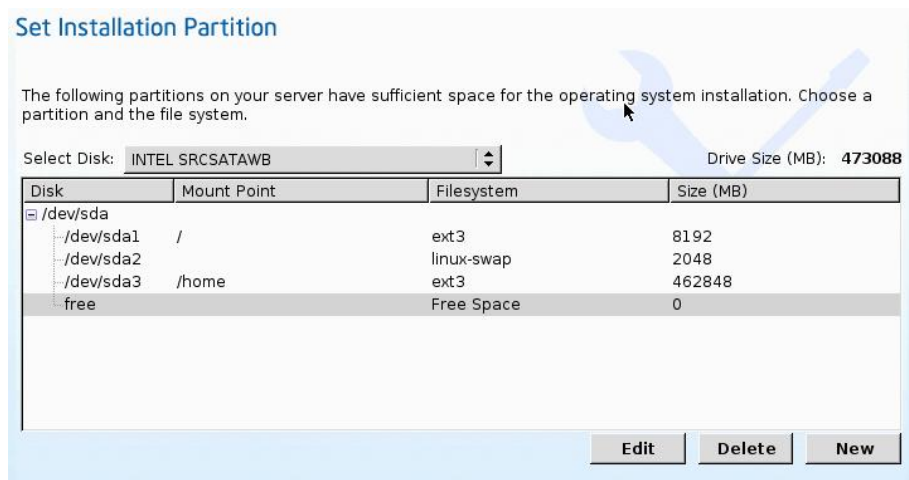 Set Installation Partition
The following partitions on your server have sufficient space for the operating system installation. Choose a
partition and the file system.
Select Disk: INTEL SRCSATAWB Drive Size (MB): 473088
Disk Mount Point Filesystem Size (MB)
/dev/sda
/dev/sda1 / ext3 8192
/dev/sda2 linux-swap 2048
/dev/sda3 /home ext3 462848
free Free Space 0
Edit Delete New